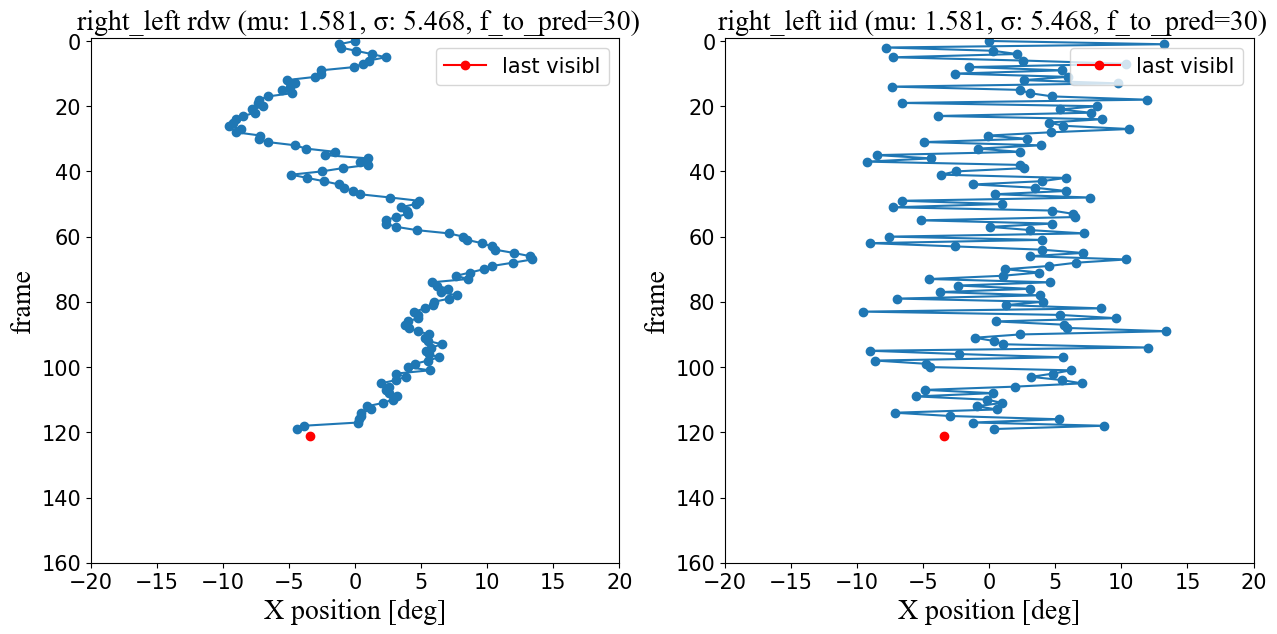 right_left rdw (mu: 1.581, σ: 5.468, f_to_pred=30)
last visibl
0
20
40
60
80
100
120
140
160
frame
−20 −15 −10 −5 0 5 10 15 20
X position [deg]
right_left iid (mu: 1.581, σ: 5.468, f_to_pred=30)
last visibl
0
20
40
60
80
100
120
140
160
frame
−20 −15 −10 −5 0 5 10 15 20
X position [deg]